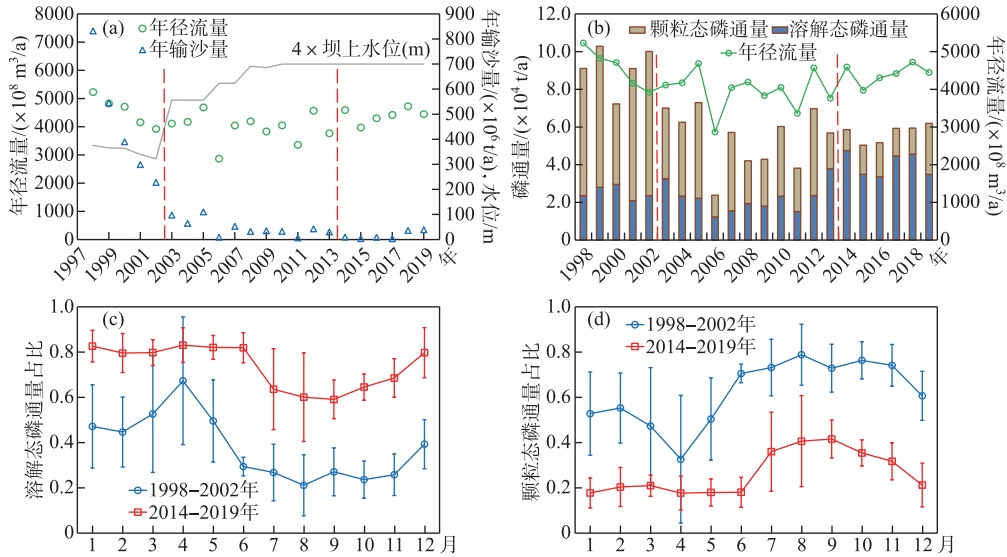 (a)
年径流量
年输沙量
4×坝上水位(m)
年径流量/(×10⁸ m³/a)
8000
7000
6000
5000
4000
3000
2000
1000
0
年输沙量/(×10⁶ t/a), 水位/m
900
800
700
600
500
400
300
200
100
0
1997
1999
2001
2003
2005
2007
2009
2011
2013
2015
2017
2019
年
(b)
颗粒态磷通量
溶解态磷通量
年径流量
磷通量/(×10⁴ t/a)
12.0
10.0
8.0
6.0
4.0
2.0
0
年径流量/(×10⁸ m³/a)
6000
5000
4000
3000
2000
1000
0
1998
2000
2002
2004
2006
2008
2010
2012
2014
2016
2018
年
(c)
溶解态磷通量占比
1.0
0.8
0.6
0.4
0.2
0
1998–2002年
2014–2019年
1 2 3 4 5 6 7 8 9 10 11 12 月
(d)
颗粒态磷通量占比
1.0
0.8
0.6
0.4
0.2
0
1998–2002年
2014–2019年
1 2 3 4 5 6 7 8 9 10 11 12 月